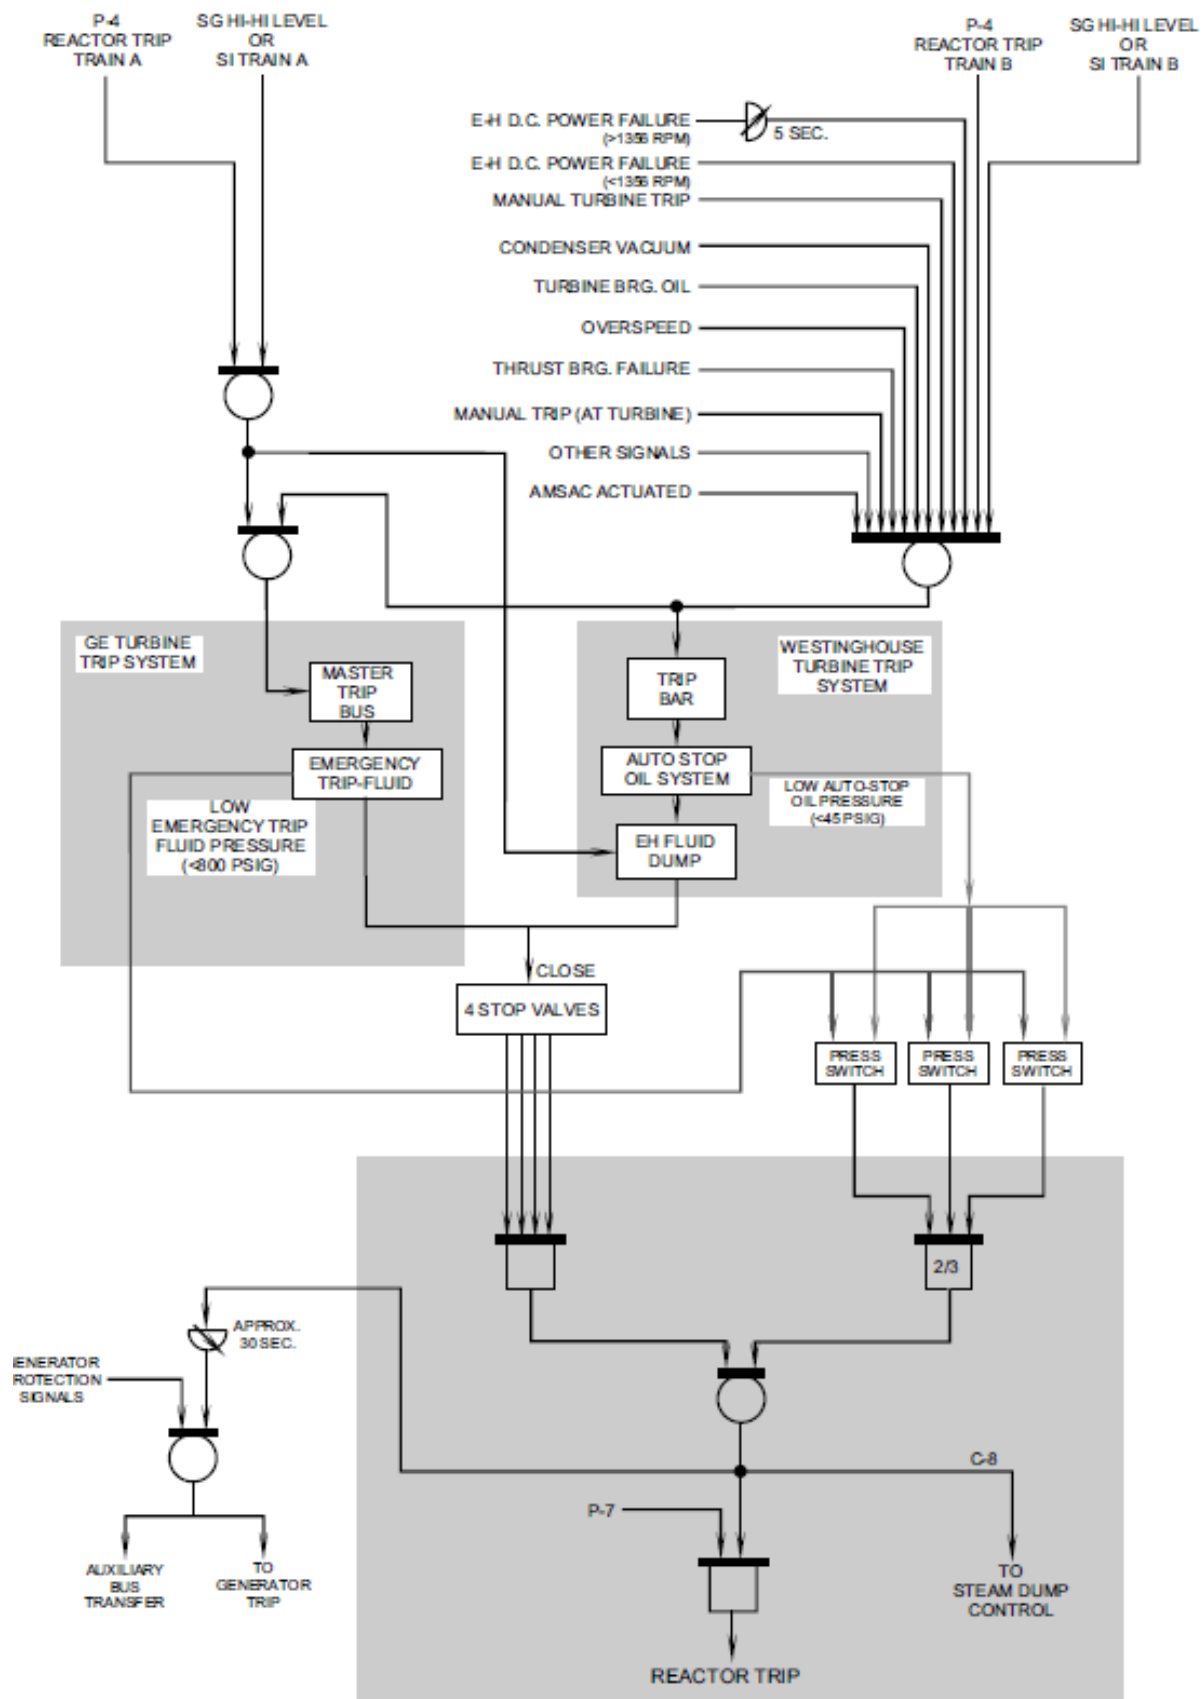 P-4
REACTOR TRIP
TRAIN A
SG HI-HI LEVEL
OR
SI TRAIN A
P-4
REACTOR TRIP
TRAIN B
SG HI-HI LEVEL
OR
SI TRAIN B
E-H D.C. POWER FAILURE
(>1356 RPM)
5 SEC.
E-H D.C. POWER FAILURE
(<1356 RPM)
MANUAL TURBINE TRIP
CONDENSER VACUUM
TURBINE BRG. OIL
OVERSPEED
THRUST BRG. FAILURE
MANUAL TRIP (AT TURBINE)
OTHER SIGNALS
AMSAC ACTUATED
GE TURBINE
TRIP SYSTEM
WESTINGHOUSE
TURBINE TRIP
SYSTEM
MASTER
TRIP
BUS
TRIP
BAR
EMERGENCY
TRIP-FLUID
AUTO STOP
OIL SYSTEM
LOW AUTO-STOP
OIL PRESSURE
(<45 PSIG)
LOW
EMERGENCY TRIP
FLUID PRESSURE
(<800 PSIG)
EH FLUID
DUMP
CLOSE
4 STOP VALVES
PRESS
SWITCH
PRESS
SWITCH
PRESS
SWITCH
2/3
APPROX.
30 SEC.
ENERATOR
ROTECTION
SIGNALS
C-8
P-7
AUXILIARY
BUS
TRANSFER
TO
GENERATOR
TRIP
TO
STEAM DUMP
CONTROL
REACTOR TRIP